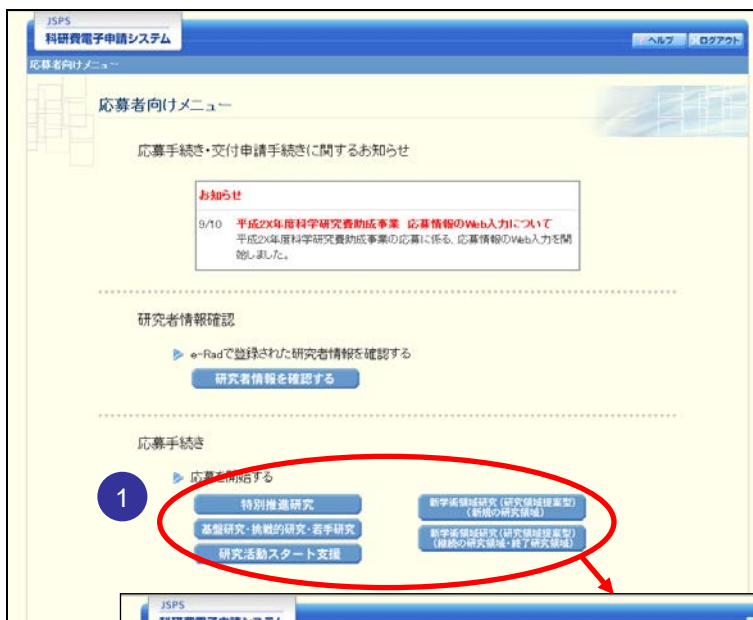 JSPS
科研費電子申請システム
ヘルプ
ログアウト
応募者向けメニュー
応募者向けメニュー
応募手続き・交付申請手続きに関するお知らせ
お知らせ
9/10 平成2X年度科学研究費助成事業 応募情報のWeb入力について
平成2X年度科学研究費助成事業の応募に係る、応募情報のWeb入力を開
始しました。
研究者情報確認
e-Radで登録された研究者情報を確認する
研究者情報を確認する
応募手続き
1
応募を開始する
特別推進研究
基盤研究・挑戦的研究・若手研究
研究活動スタート支援
新学術領域研究(研究領域提案型)
(新規の研究領域)
新学術領域研究(研究領域提案型)
(継続の研究領域・終了研究領域)
JSPS
科研費電子申請システム